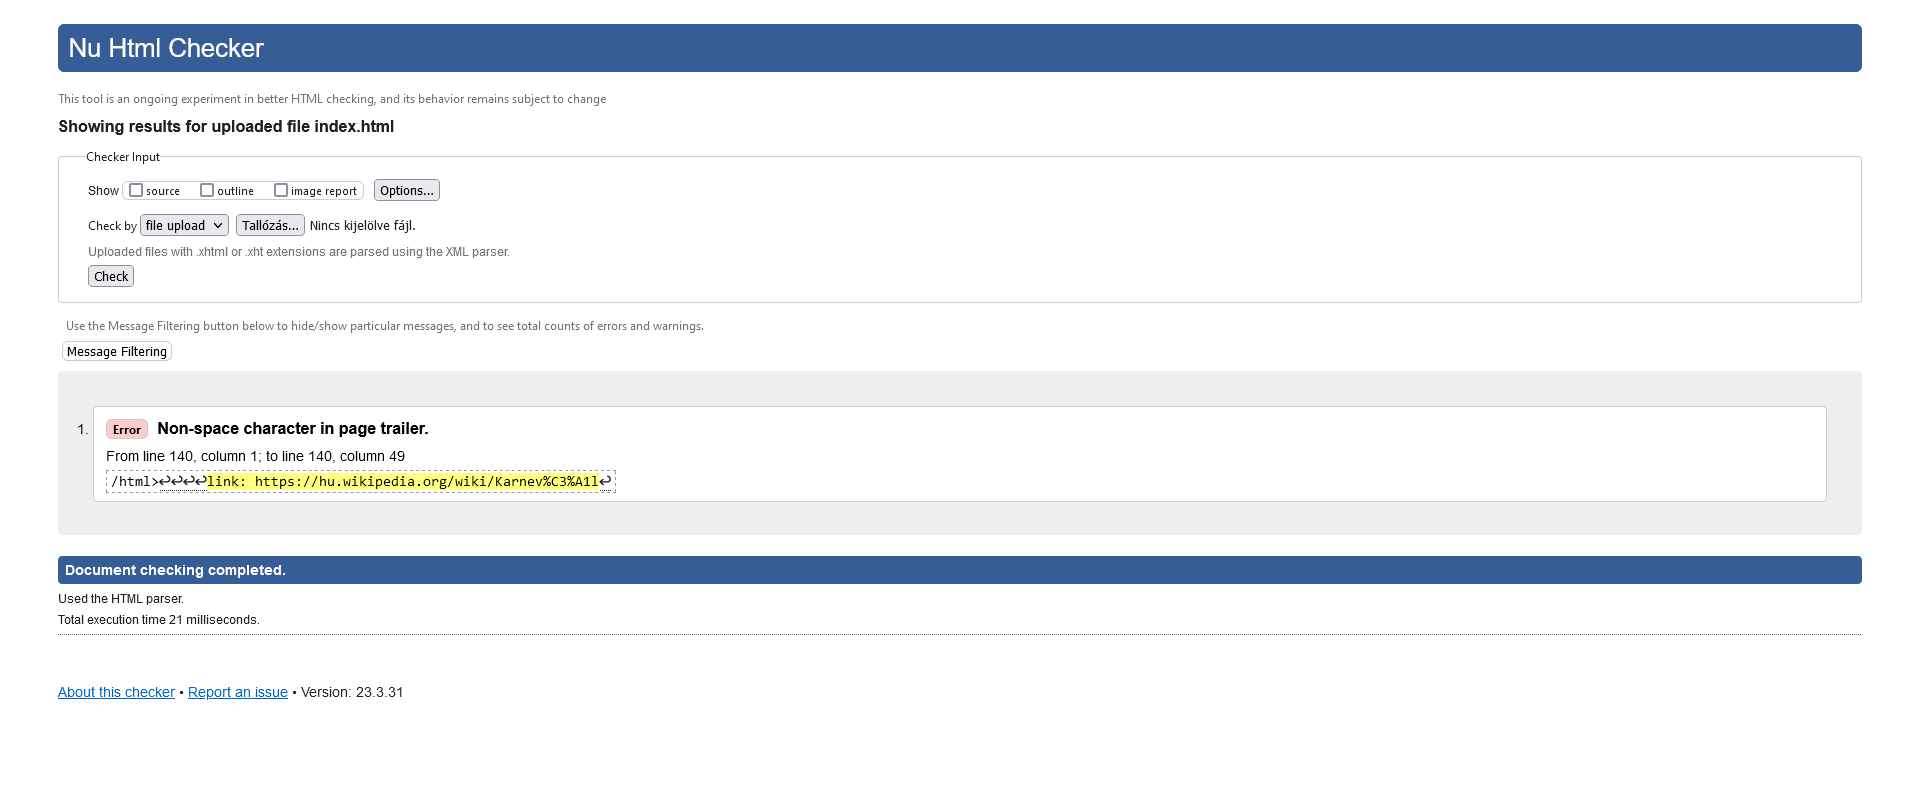 Nu Html Checker
This tool is an ongoing experiment in better HTML checking, and its behavior remains subject to change
Showing results for uploaded file index.html
Checker Input
Show source outline image report Options...
Check by file upload Tallózás... Nincs kijelölve fájl.
Uploaded files with .xhtml or .xht extensions are parsed using the XML parser.
Check
Use the Message Filtering button below to hide/show particular messages, and to see total counts of errors and warnings.
Message Filtering
1. Error Non-space character in page trailer.
From line 140, column 1; to line 140, column 49
/html>↩↩↩↩link: https://hu.wikipedia.org/wiki/Karnev%C3%A1l↩
Document checking completed.
Used the HTML parser.
Total execution time 21 milliseconds.
About this checker • Report an issue • Version: 23.3.31